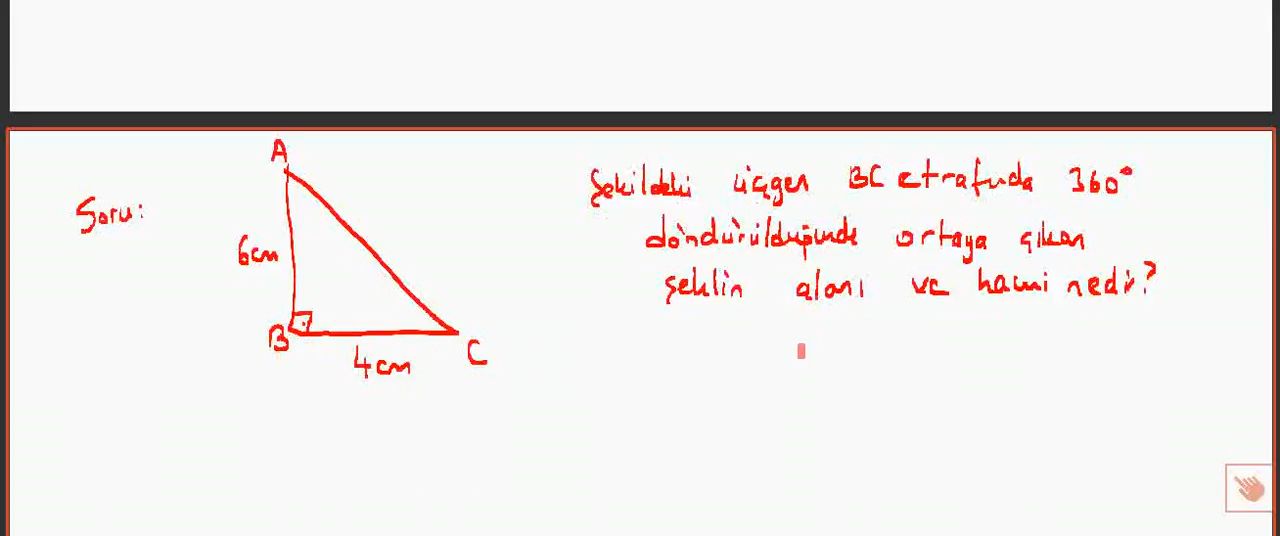 Soru:
A
6cm
B
4cm
C
Şekildeki üçgen BC etrafında 360°
döndürüldüğünde ortaya çıkan
şeklin alanı ve hacmi nedir?